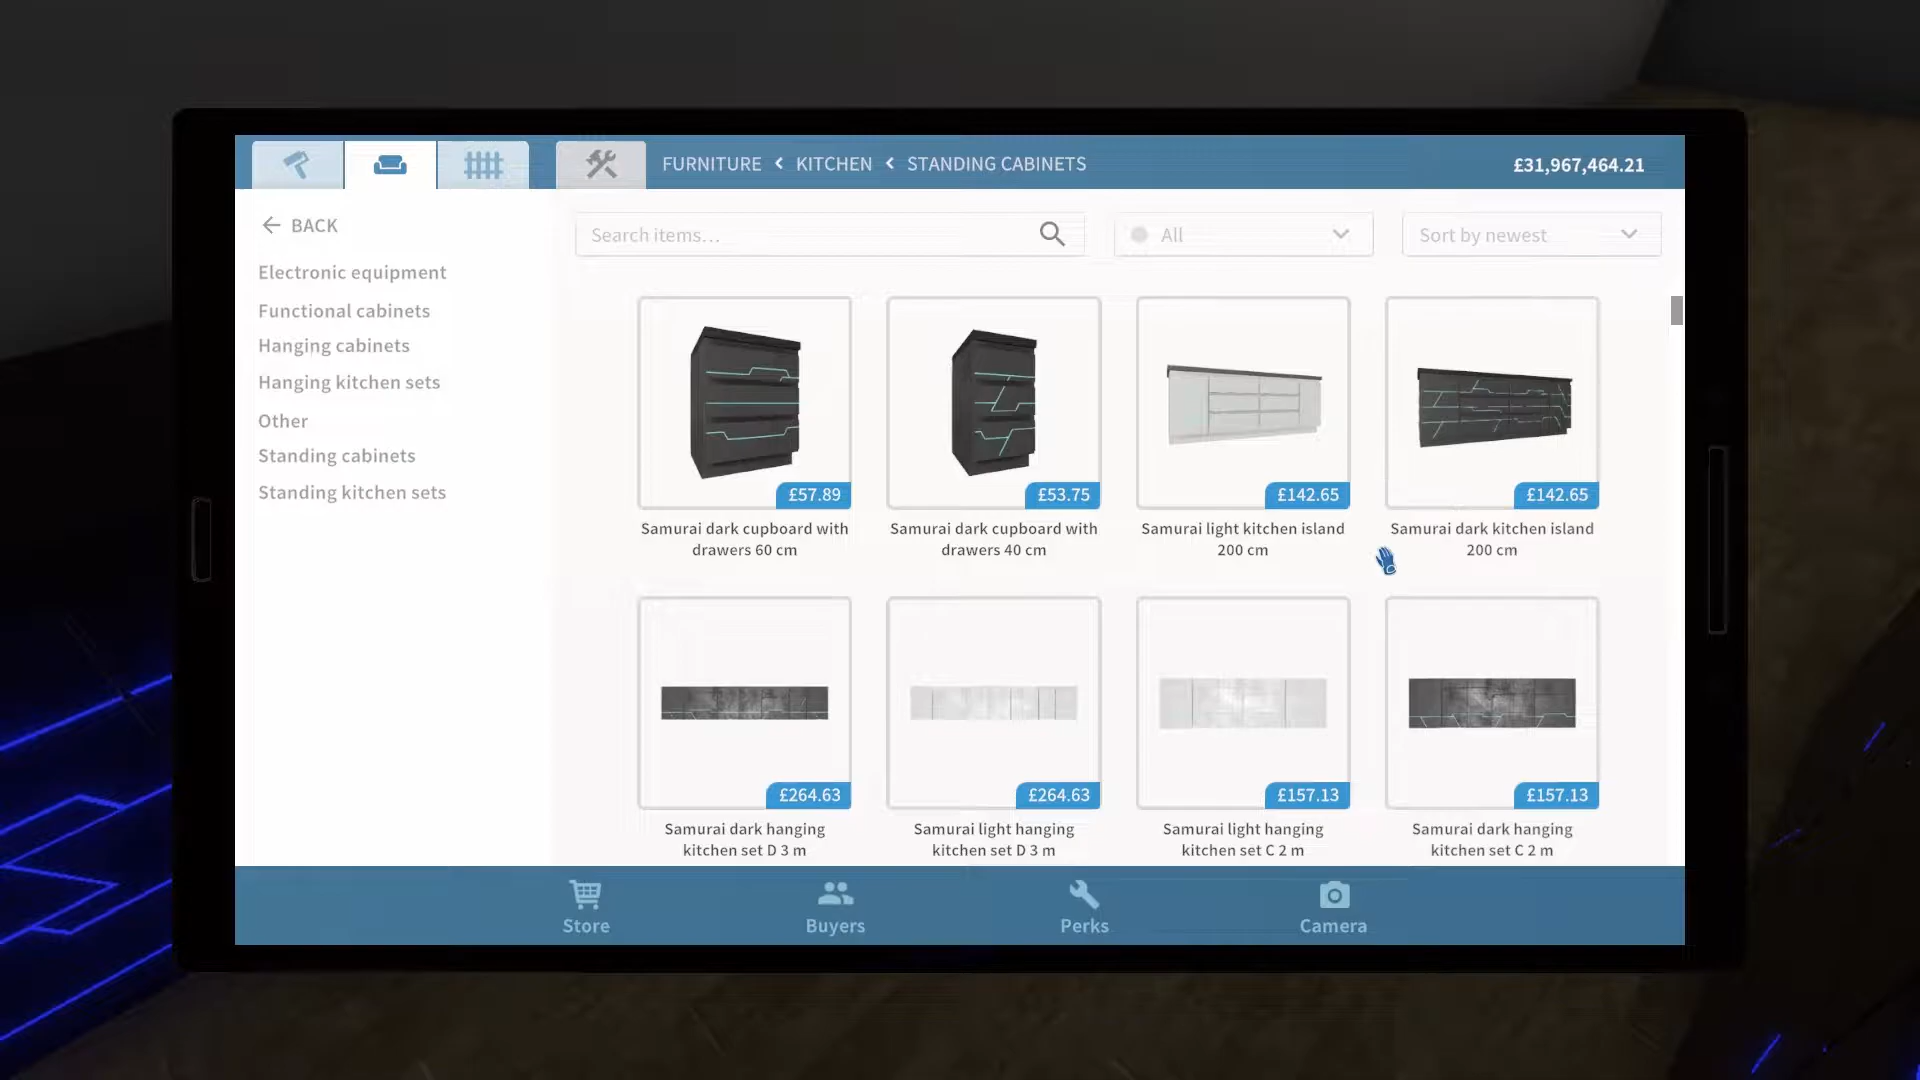 FURNITURE < KITCHEN < STANDING CABINETS
£31,967,464.21
BACK
Electronic equipment
Functional cabinets
Hanging cabinets
Hanging kitchen sets
Other
Standing cabinets
Standing kitchen sets
Search items...
All
Sort by newest
£57.89
Samurai dark cupboard with
drawers 60 cm
£53.75
Samurai dark cupboard with
drawers 40 cm
£142.65
Samurai light kitchen island
200 cm
£142.65
Samurai dark kitchen island
200 cm
£264.63
Samurai dark hanging
kitchen set D 3 m
£264.63
Samurai light hanging
kitchen set D 3 m
£157.13
Samurai light hanging
kitchen set C 2 m
£157.13
Samurai dark hanging
kitchen set C 2 m
Store
Buyers
Perks
Camera